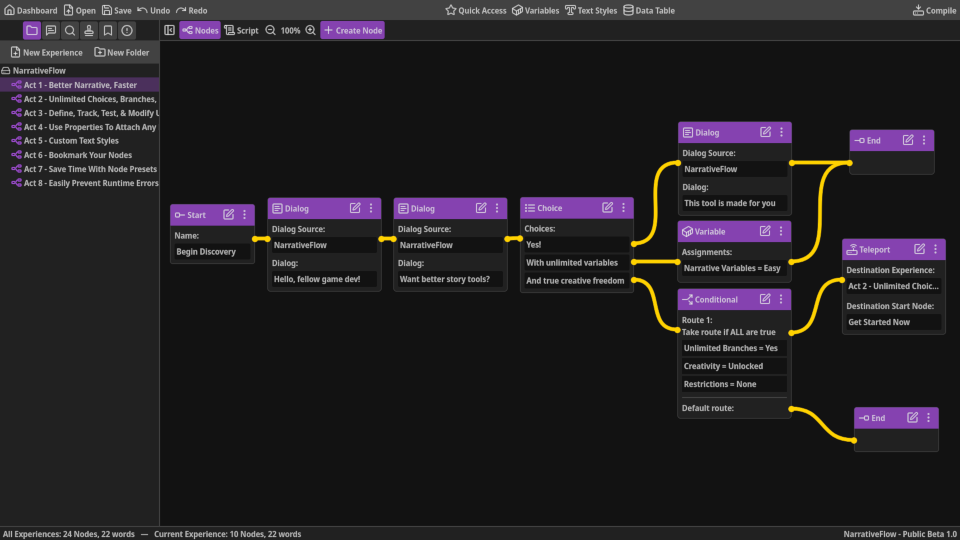 Dashboard Open Save Undo Redo Quick Access Variables Text Styles Data Table Compile
Nodes Script 100% Create Node
New Experience New Folder
NarrativeFlow
Act 1 - Better Narrative, Faster
Act 2 - Unlimited Choices, Branches,
Act 3 - Define, Track, Test, & Modify U
Act 4 - Use Properties To Attach Any
Act 5 - Custom Text Styles
Act 6 - Bookmark Your Nodes
Act 7 - Save Time With Node Presets
Act 8 - Easily Prevent Runtime Errors
Start
Name:
Begin Discovery
Dialog
Dialog Source:
NarrativeFlow
Dialog:
Hello, fellow game dev!
Dialog
Dialog Source:
NarrativeFlow
Dialog:
Want better story tools?
Choice
Choices:
Yes!
With unlimited variables
And true creative freedom
Dialog
Dialog Source:
NarrativeFlow
Dialog:
This tool is made for you
Variable
Assignments:
Narrative Variables = Easy
Conditional
Route 1:
Take route if ALL are true
Unlimited Branches = Yes
Creativity = Unlocked
Restrictions = None
Default route:
End
Teleport
Destination Experience:
Act 2 - Unlimited Choic...
Destination Start Node:
Get Started Now
End
All Experiences: 24 Nodes, 22 words — Current Experience: 10 Nodes, 22 words NarrativeFlow - Public Beta 1.0